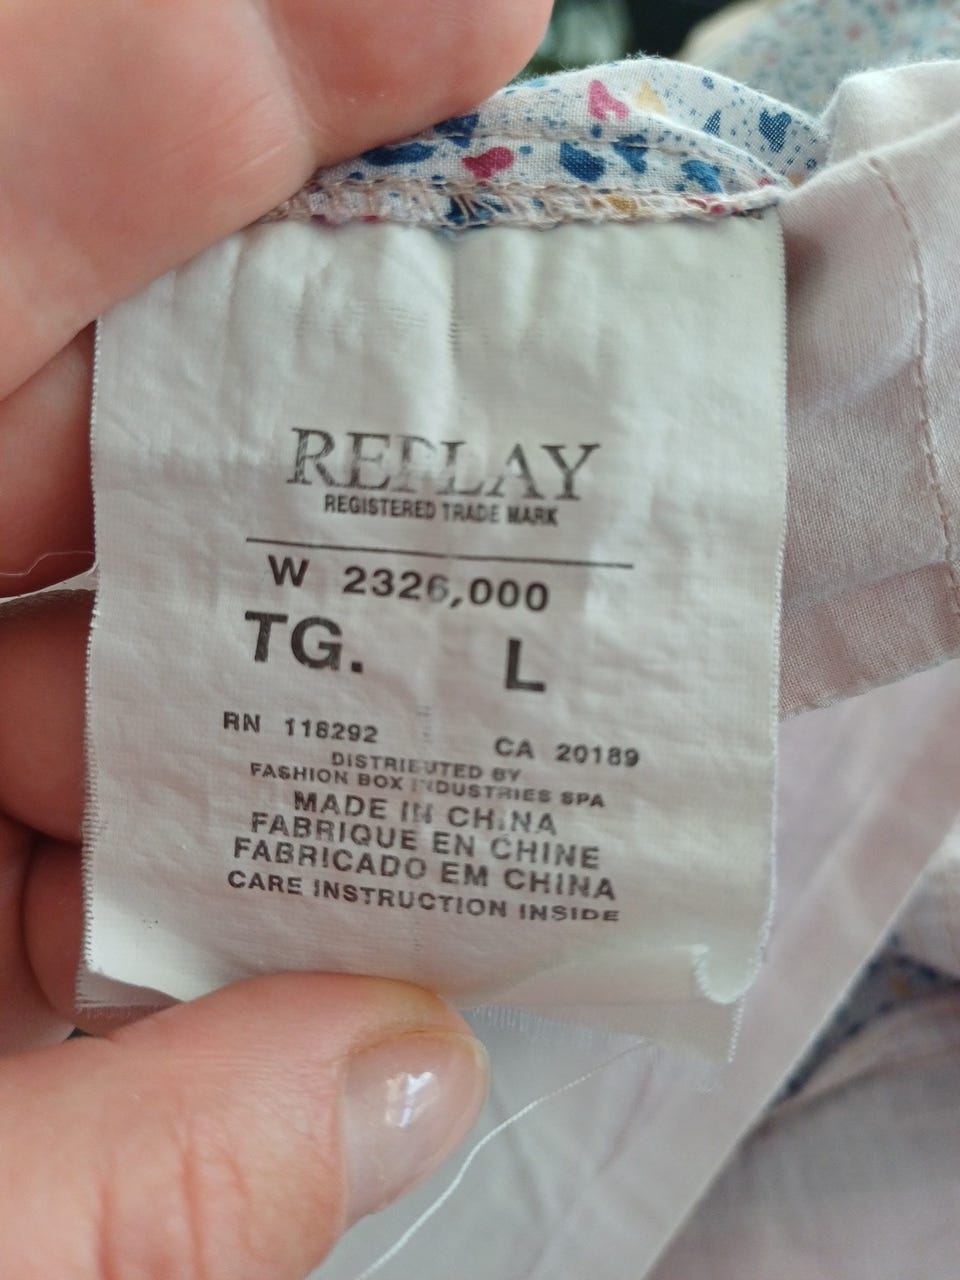 REPLAY
REGISTERED TRADE MARK
W 2326,000
TG. L
RN 118292 CA 20189
DISTRIBUTED BY
FASHION BOX INDUSTRIES SPA
MADE IN CHINA
FABRIQUE EN CHINE
FABRICADO EM CHINA
CARE INSTRUCTION INSIDE